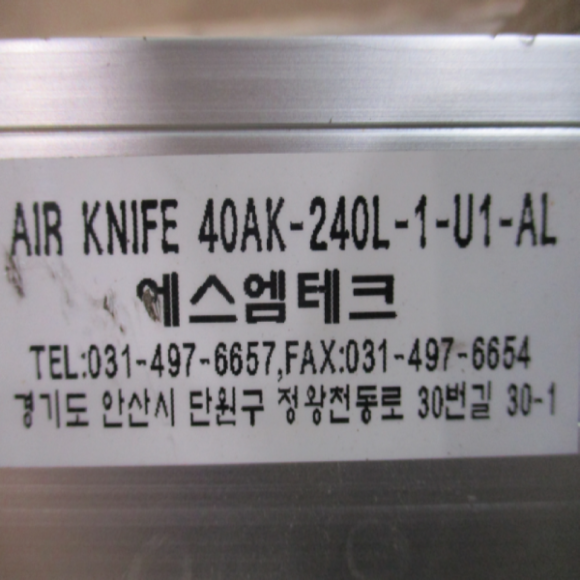 AIR KNIFE 40AK-240L-1-U1-AL
에스엠테크
TEL:031-497-6657,FAX:031-497-6654
경기도 안산시 단원구 정왕천동로 30번길 30-1